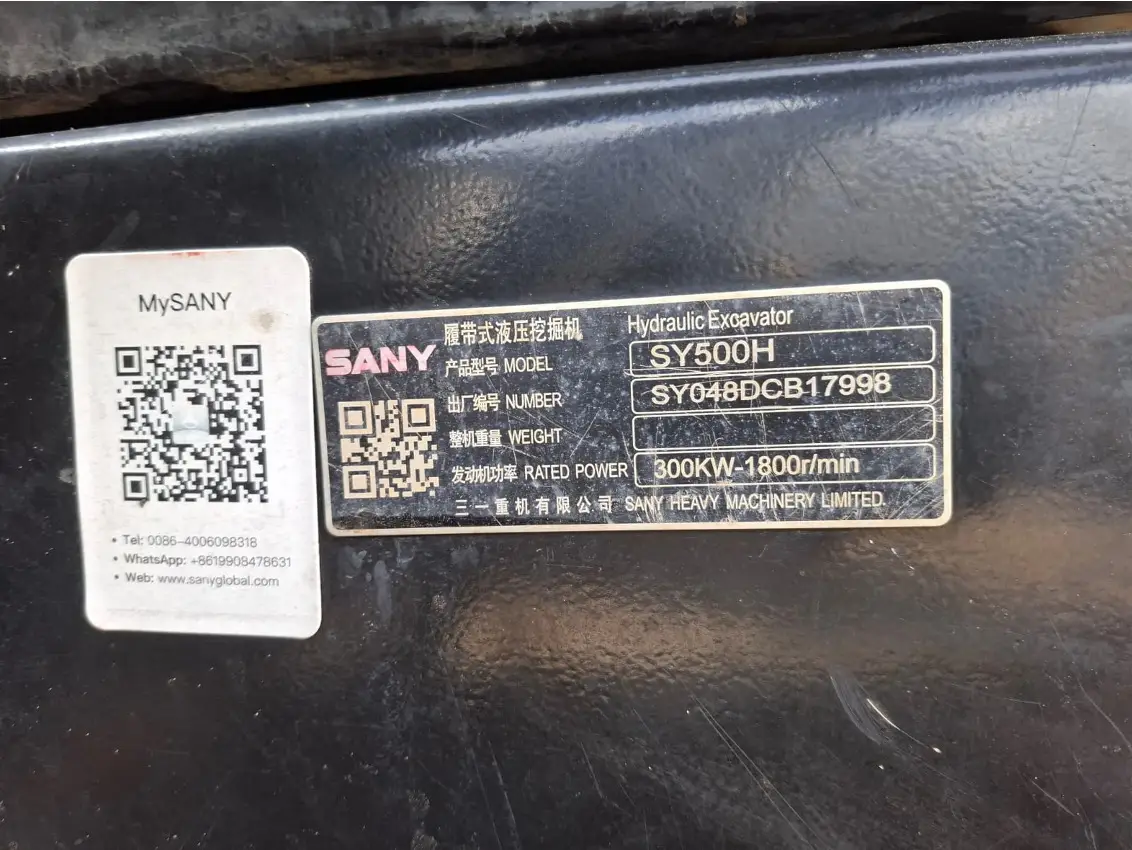 MySANY
• Tel: 0086-4006098318
• WhatsApp: +8619908478631
• Web: www.sanyglobal.com
SANY
履带式液压挖掘机 Hydraulic Excavator
产品型号 MODEL SY500H
出厂编号 NUMBER SY048DCB17998
整机重量 WEIGHT
发动机功率 RATED POWER 300KW-1800r/min
三一重机有限公司 SANY HEAVY MACHINERY LIMITED.